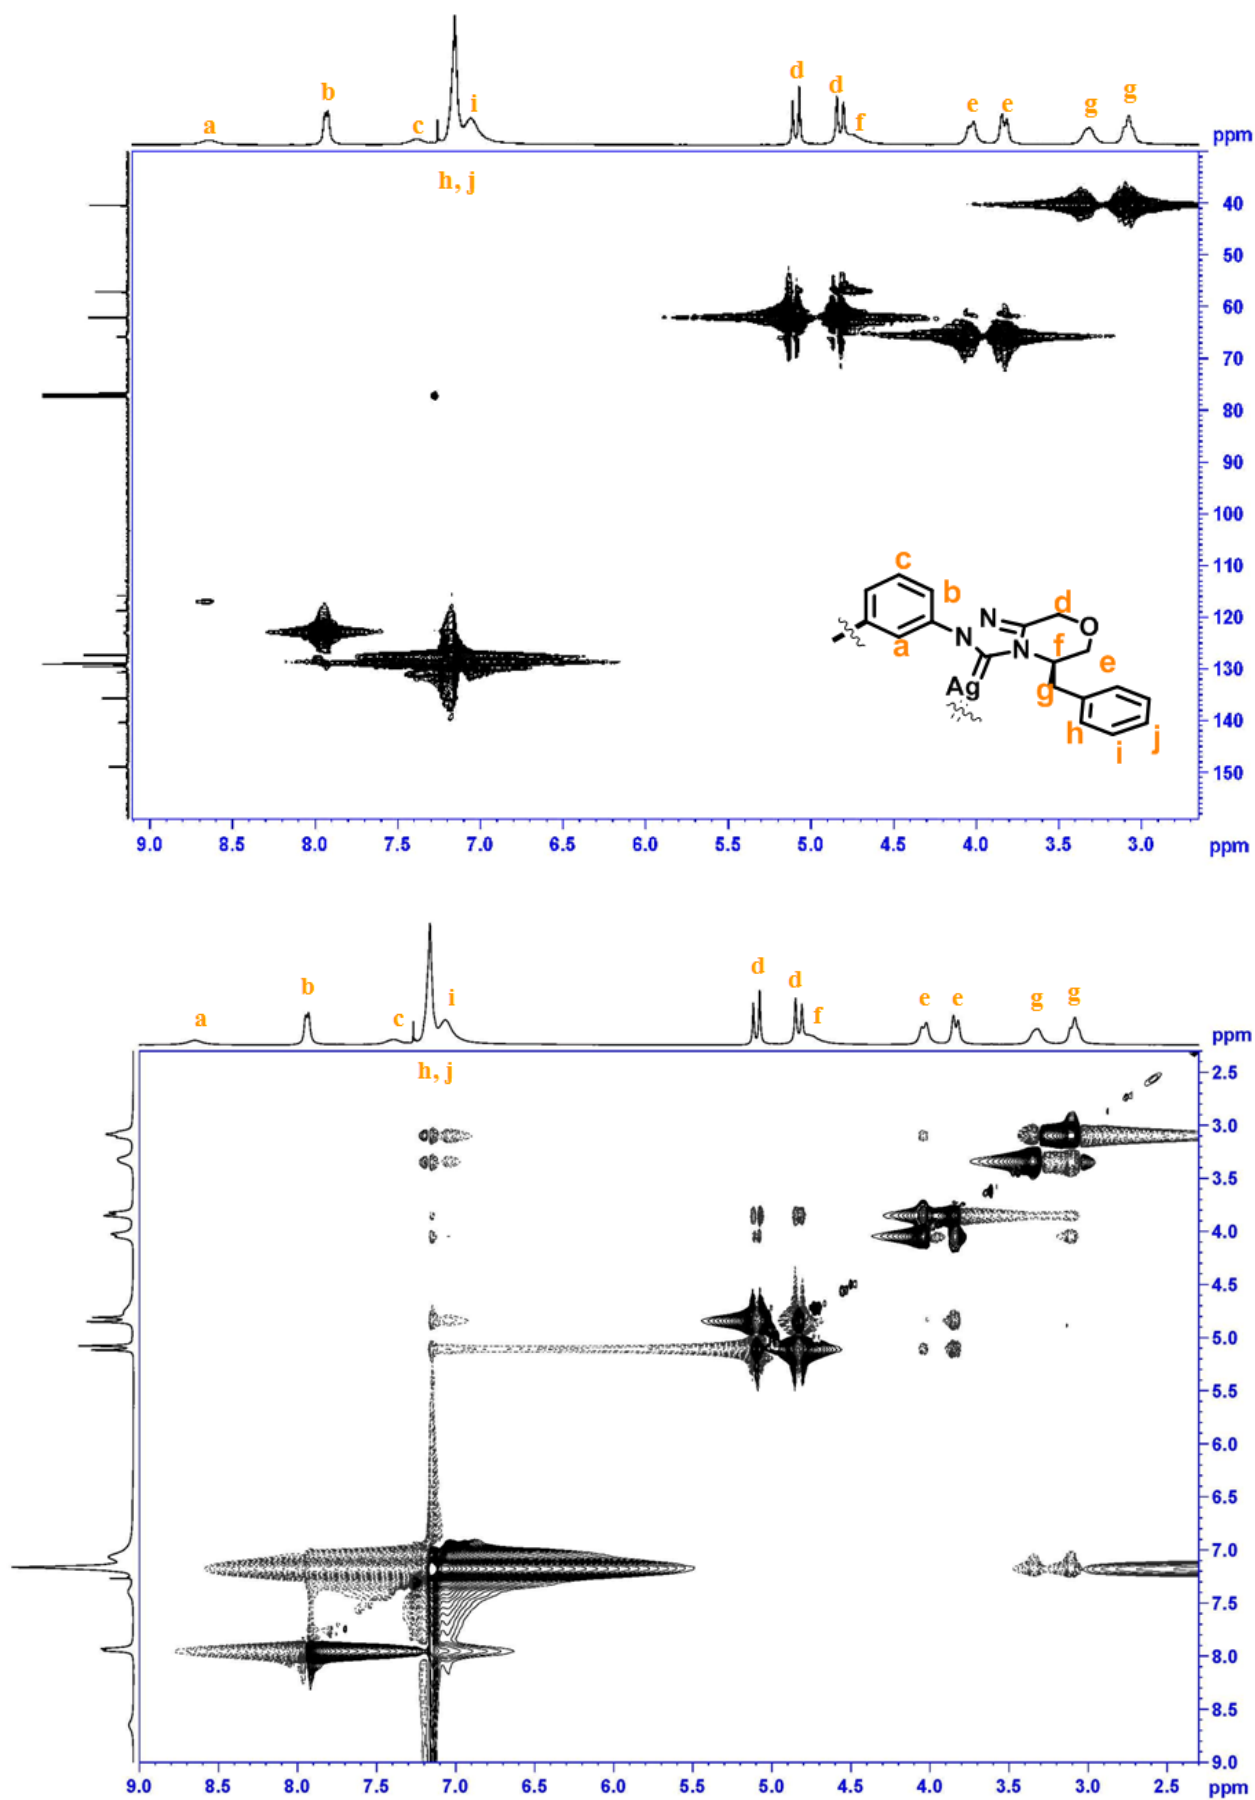 a b c i d d f e e g g
ppm
h, j
40
50
60
70
80
90
100
110
120
130
140
150
c
b
N
d
O
a
N
N
f
e
Ag
g
h
i
j
9.0 8.5 8.0 7.5 7.0 6.5 6.0 5.5 5.0 4.5 4.0 3.5 3.0 ppm
a b c i d d f e e g g
ppm
h, j
2.5
3.0
3.5
4.0
4.5
5.0
5.5
6.0
6.5
7.0
7.5
8.0
8.5
9.0
9.0 8.5 8.0 7.5 7.0 6.5 6.0 5.5 5.0 4.5 4.0 3.5 3.0 2.5 ppm